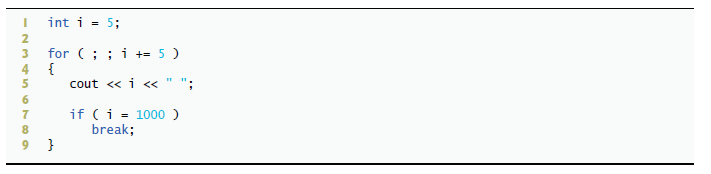 1 int i = 5;
2
3 for ( ; ; i += 5 )
4 {
5 cout << i << " ";
6
7 if ( i = 1000 )
8 break;
9 }